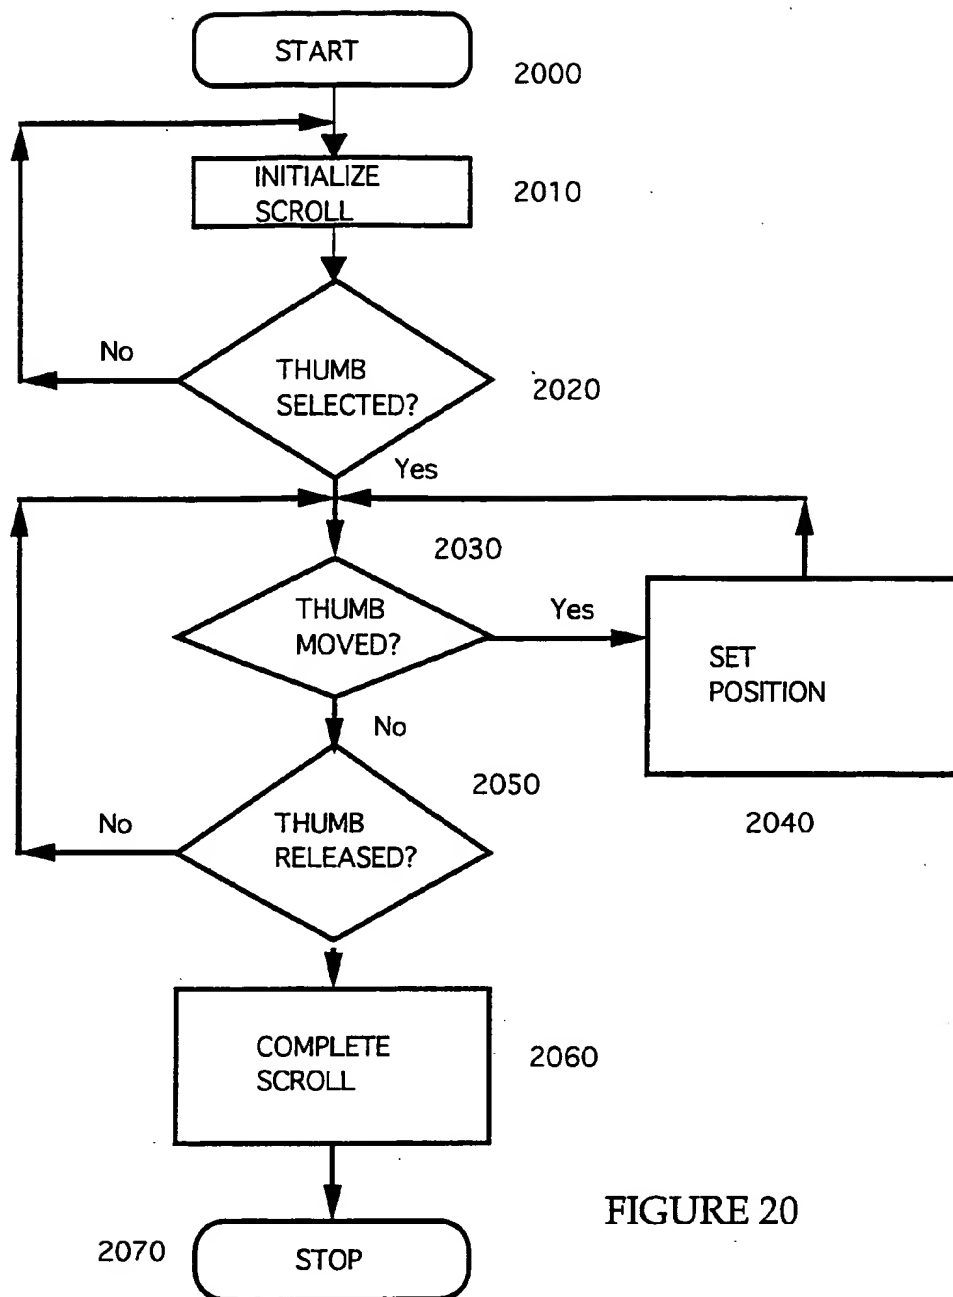 START
2000
INITIALIZE
SCROLL
2010
No
THUMB
SELECTED?
2020
Yes
2030
THUMB
MOVED?
Yes
SET
POSITION
No
2050
2040
No
THUMB
RELEASED?
COMPLETE
SCROLL
2060
FIGURE 20
2070
STOP